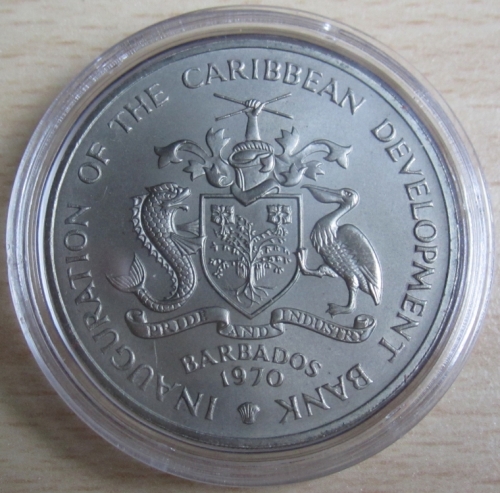 INAUGURATION OF THE CARIBBEAN DEVELOPMENT BANK
PRIDE AND INDUSTRY
BARBADOS
1970